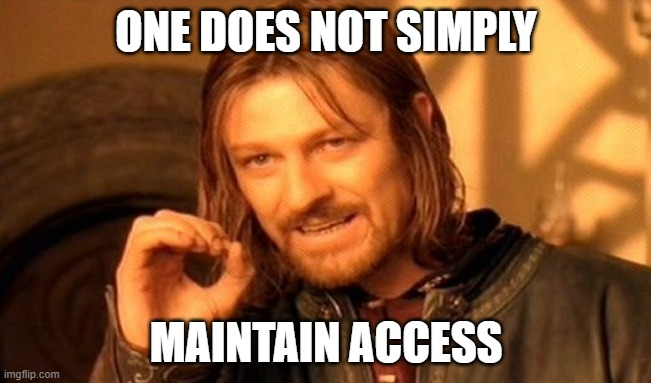 ONE DOES NOT SIMPLY
MAINTAIN ACCESS
imgflip.com